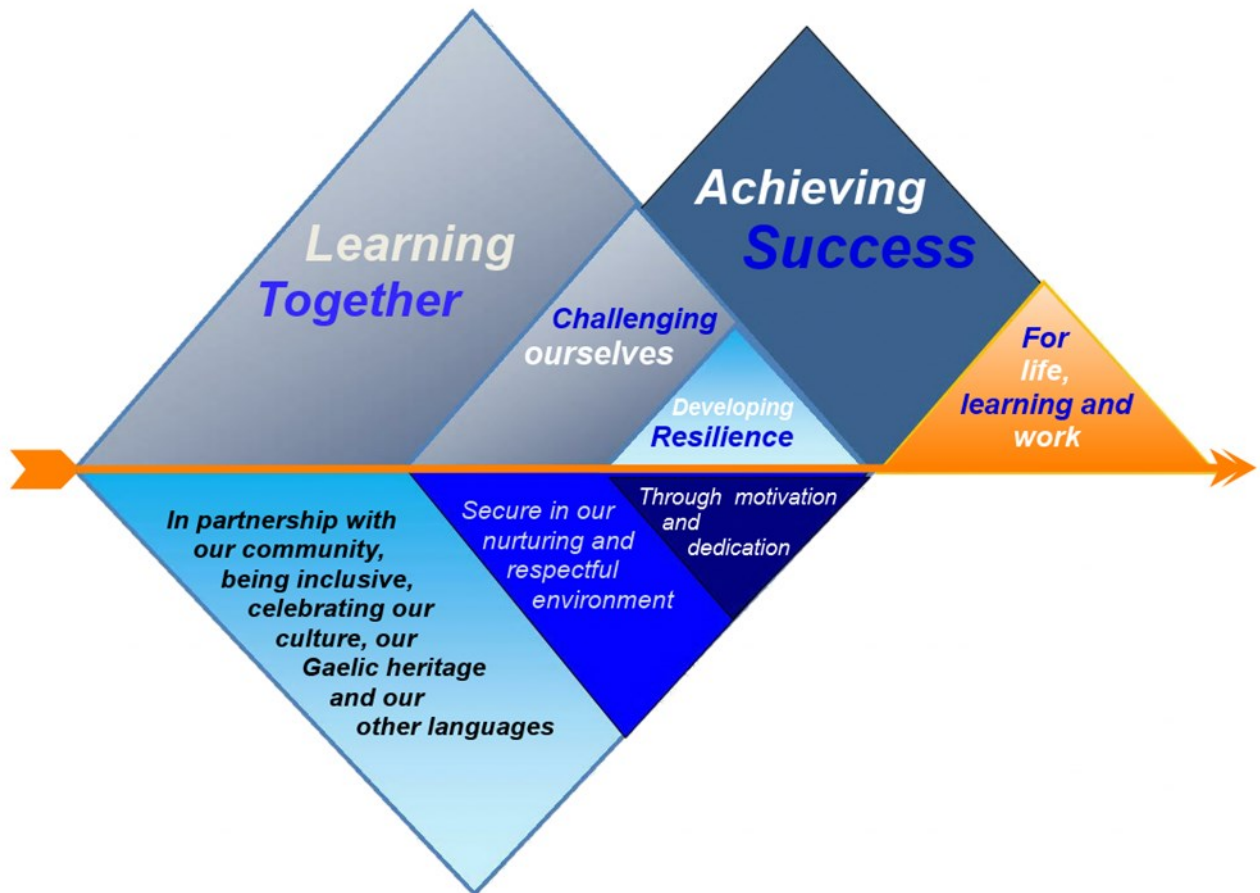 Learning
Together
Challenging
ourselves
Developing
Resilience
Achieving
Success
For
life,
learning and
work
In partnership with
our community,
being inclusive,
celebrating our
culture, our
Gaelic heritage
and our
other languages
Secure in our
nurturing and
respectful
environment
Through motivation
and
dedication